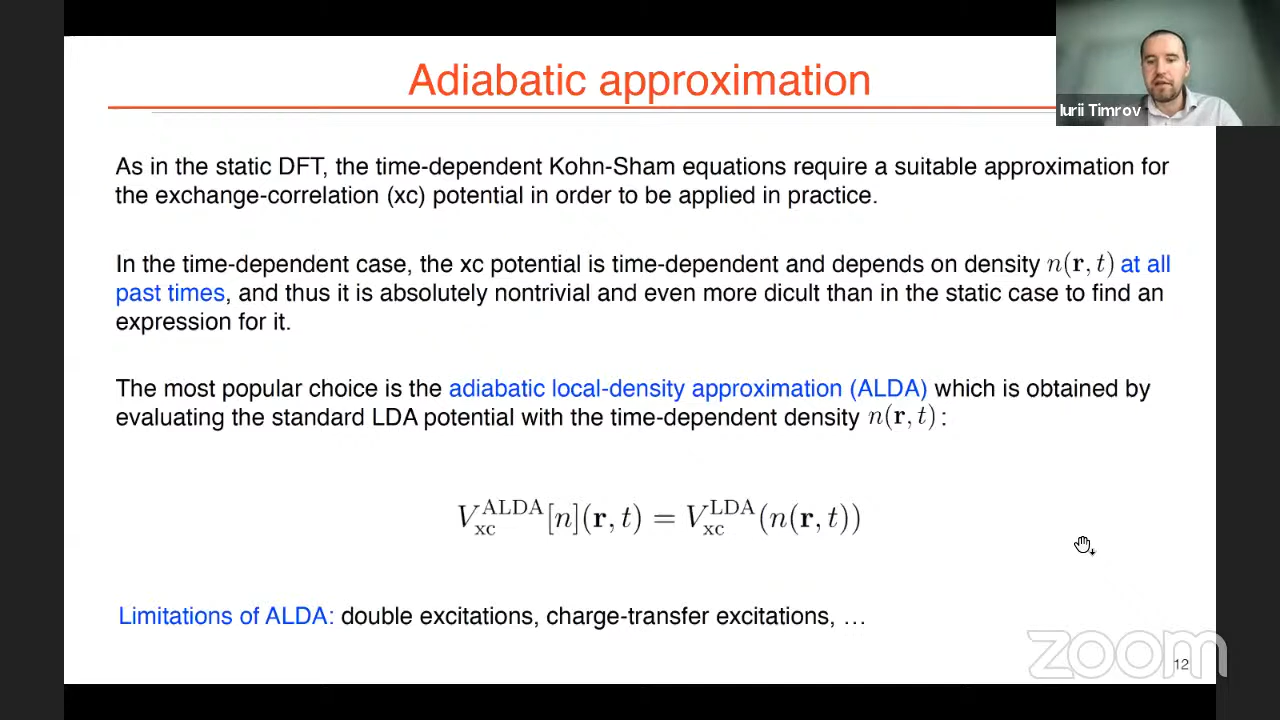 Adiabatic approximation
Iurii Timrov
As in the static DFT, the time-dependent Kohn-Sham equations require a suitable approximation for
the exchange-correlation (xc) potential in order to be applied in practice.
In the time-dependent case, the xc potential is time-dependent and depends on density n(r, t) at all
past times, and thus it is absolutely nontrivial and even more dicult than in the static case to find an
expression for it.
The most popular choice is the adiabatic local-density approximation (ALDA) which is obtained by
evaluating the standard LDA potential with the time-dependent density n(r, t) :
V_xc^ALDA[n](r, t) = V_xc^LDA(n(r, t))
Limitations of ALDA: double excitations, charge-transfer excitations, …
zoom
12